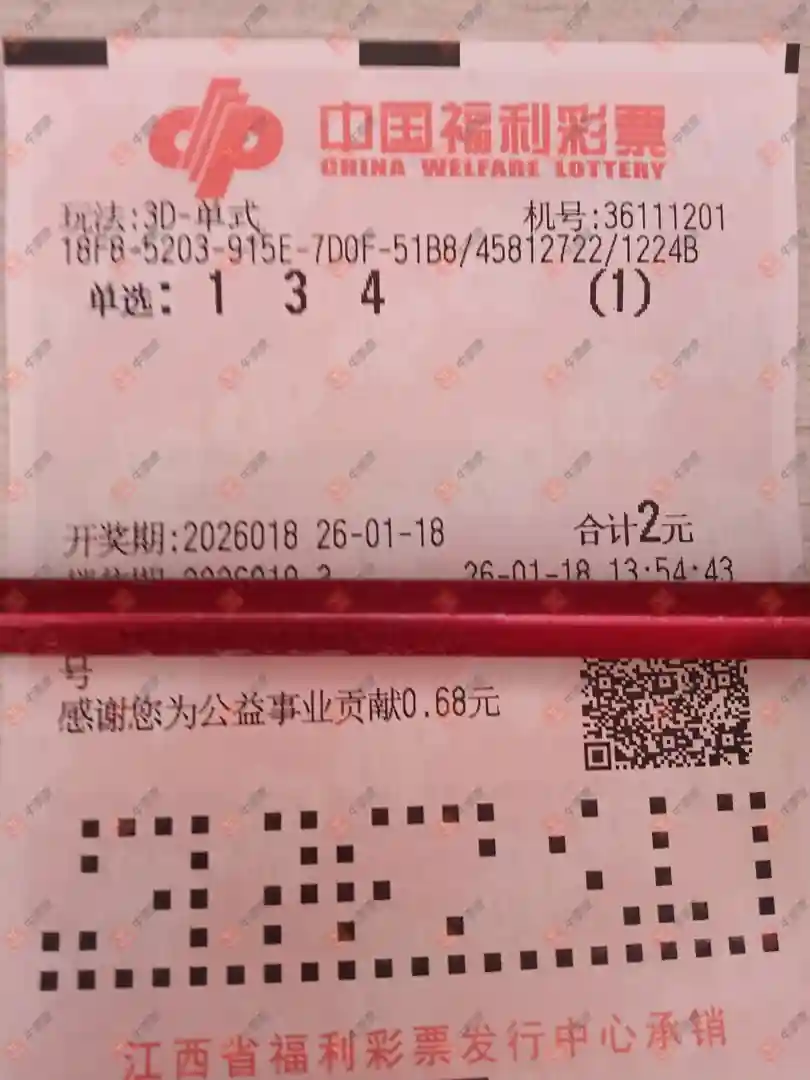 中国福利彩票
CHINA WELFARE LOTTERY
玩法:3D-单式 机号:36111201
18FB-5203-915E-7D0F-51B8/45812722/1224B
单选: 1 3 4 (1)
开奖期:2026018 26-01-18 合计2元
26-01-18 13:54:43
号
感谢您为公益事业贡献0.68元
江西省福利彩票发行中心承销